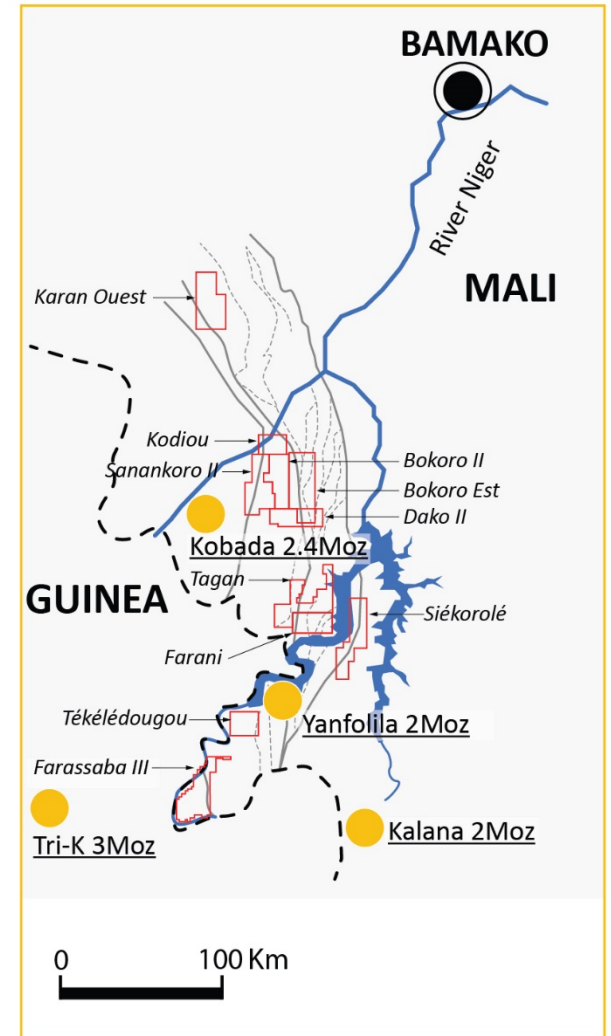 BAMAKO
River Niger
MALI
Karan Ouest
Kodiou
Sanankoro II
Bokoro II
Bokoro Est
Dako II
Kobada 2.4Moz
Tagan
GUINEA
Siékorolé
Farani
Tékélédougou
Yanfolila 2Moz
Farassaba III
Tri-K 3Moz
Kalana 2Moz
0 100 Km